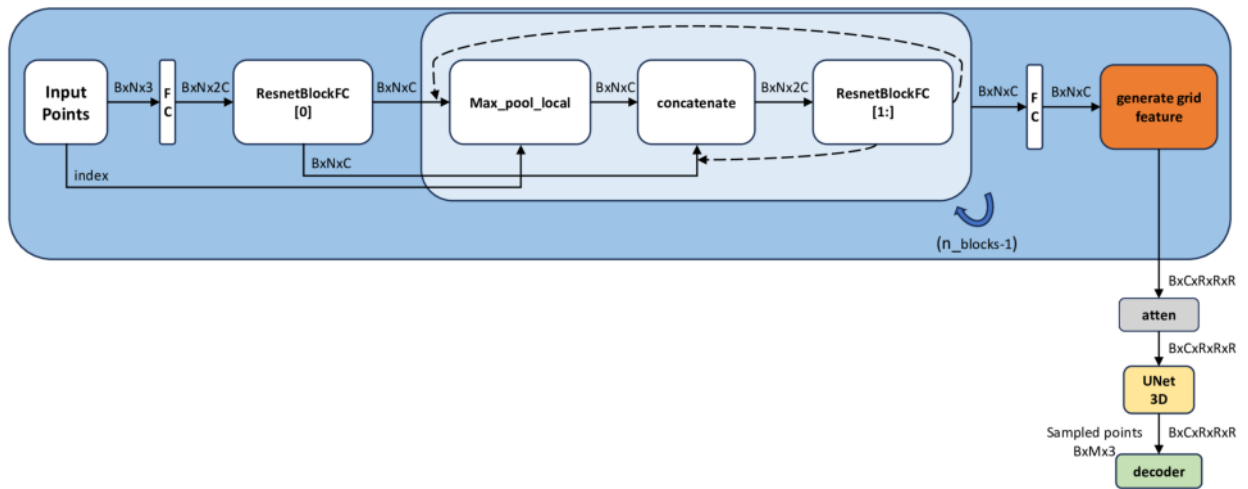 Input
Points
BxNx3
F
C
BxNx2C
ResnetBlockFC
[0]
BxNxC
Max_pool_local
BxNxC
concatenate
BxNx2C
ResnetBlockFC
[1:]
BxNxC
F
C
BxNxC
generate grid
feature
BxNxC
index
(n_blocks-1)
BxCxRxRxR
atten
BxCxRxRxR
UNet
3D
Sampled points
BxMx3
BxCxRxRxR
decoder